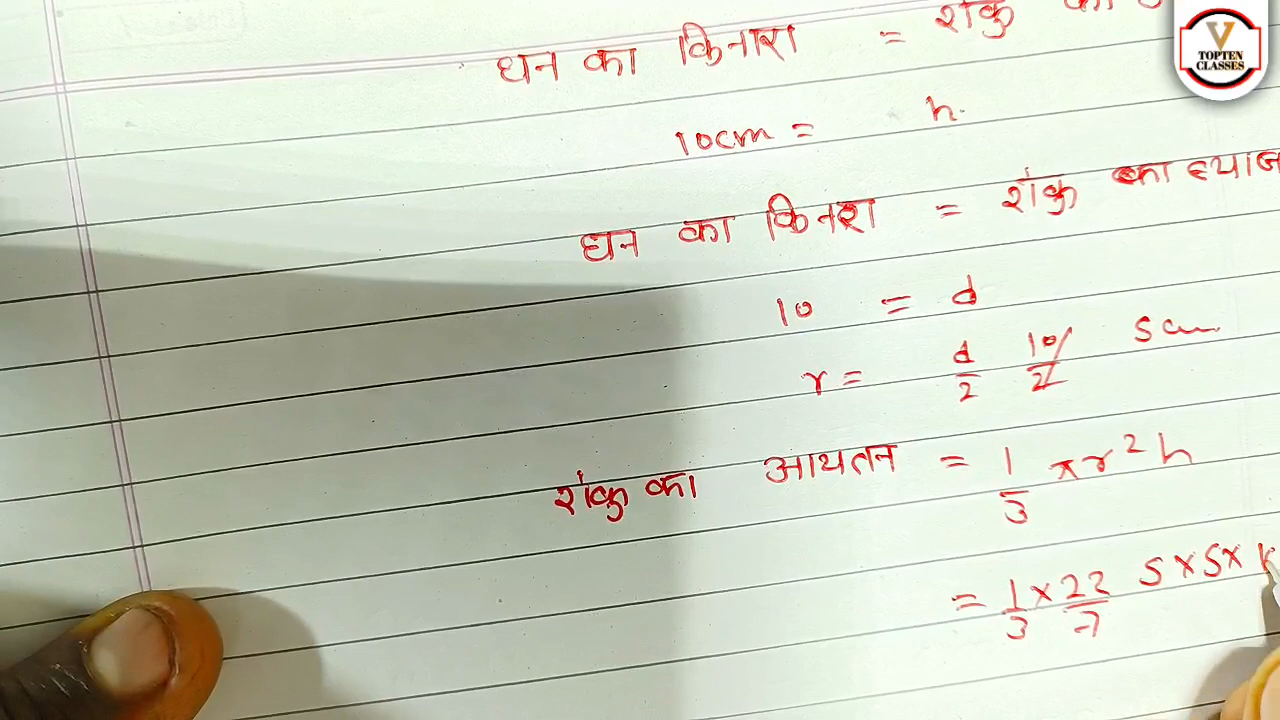 घन का किनारा = शंकु
10cm = h.
घन का किनारा = शंकु का व्यास
10 = d
r = d/2 10/2 5cm
शंकु का आयतन = 1/3 πr²h
= 1/3 × 22/7 5×5×
V
TOPTEN
CLASSES